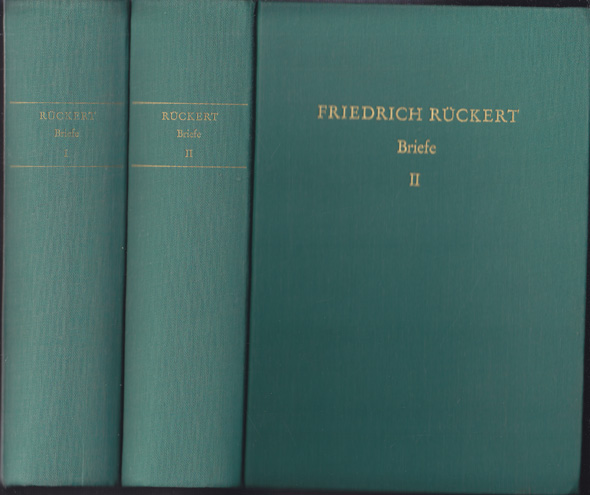 RÜCKERT
Briefe
I
RÜCKERT
Briefe
II
FRIEDRICH RÜCKERT
Briefe
II